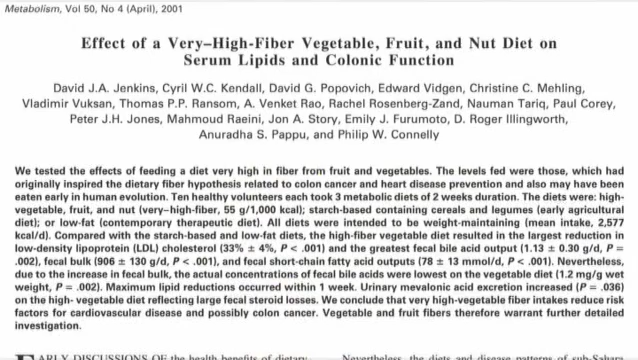 Metabolism, Vol 50, No 4 (April), 2001
Effect of a Very–High-Fiber Vegetable, Fruit, and Nut Diet on
Serum Lipids and Colonic Function
David J.A. Jenkins, Cyril W.C. Kendall, David G. Popovich, Edward Vidgen, Christine C. Mehling,
Vladimir Vuksan, Thomas P.P. Ransom, A. Venket Rao, Rachel Rosenberg-Zand, Nauman Tariq, Paul Corey,
Peter J.H. Jones, Mahmoud Raeini, Jon A. Story, Emily J. Furumoto, D. Roger Illingworth,
Anuradha S. Pappu, and Philip W. Connelly
We tested the effects of feeding a diet very high in fiber from fruit and vegetables. The levels fed were those, which had
originally inspired the dietary fiber hypothesis related to colon cancer and heart disease prevention and also may have been
eaten early in human evolution. Ten healthy volunteers each took 3 metabolic diets of 2 weeks duration. The diets were: high-
vegetable, fruit, and nut (very-high-fiber, 55 g/1,000 kcal); starch-based containing cereals and legumes (early agricultural
diet); or low-fat (contemporary therapeutic diet). All diets were intended to be weight-maintaining (mean intake, 2,577
kcal/d). Compared with the starch-based and low-fat diets, the high-fiber vegetable diet resulted in the largest reduction in
low-density lipoprotein (LDL) cholesterol (33% ± 4%, P < .001) and the greatest fecal bile acid output (1.13 ± 0.30 g/d, P =
.002), fecal bulk (906 ± 130 g/d, P < .001), and fecal short-chain fatty acid outputs (78 ± 13 mmol/d, P < .001). Nevertheless,
due to the increase in fecal bulk, the actual concentrations of fecal bile acids were lowest on the vegetable diet (1.2 mg/g wet
weight, P = .002). Maximum lipid reductions occurred within 1 week. Urinary mevalonic acid excretion increased (P = .036)
on the high- vegetable diet reflecting large fecal steroid losses. We conclude that very high-vegetable fiber intakes reduce risk
factors for cardiovascular disease and possibly colon cancer. Vegetable and fruit fibers therefore warrant further detailed
investigation.
EARLY DISCUSSIONS OF the health benefits of dietary
Nevertheless, the diets and disease patterns of sub-Sahara